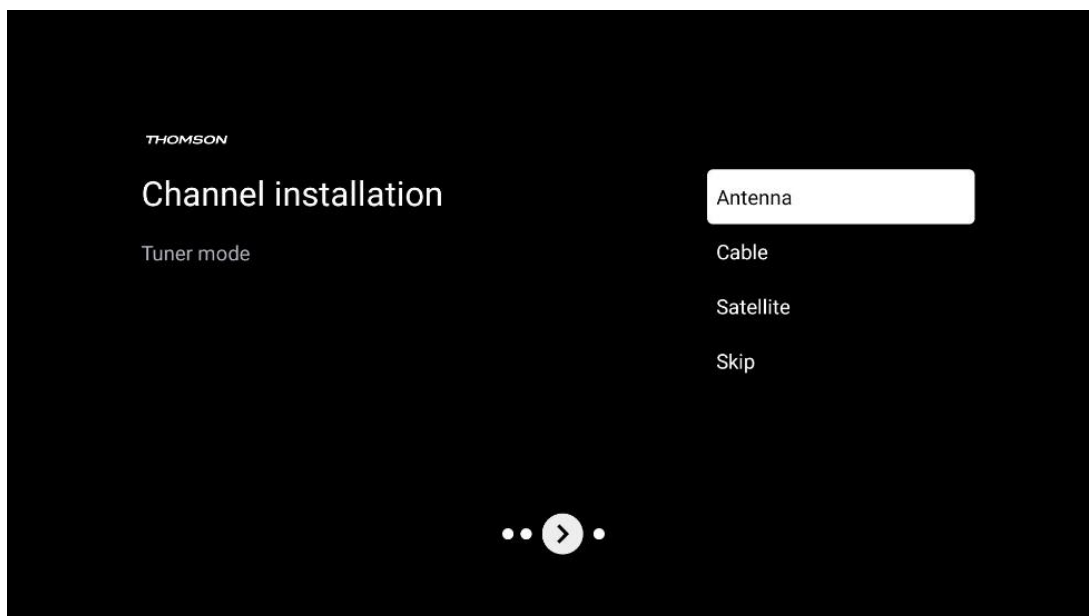 THOMSON
Channel installation
Tuner mode
Antenna
Cable
Satellite
Skip